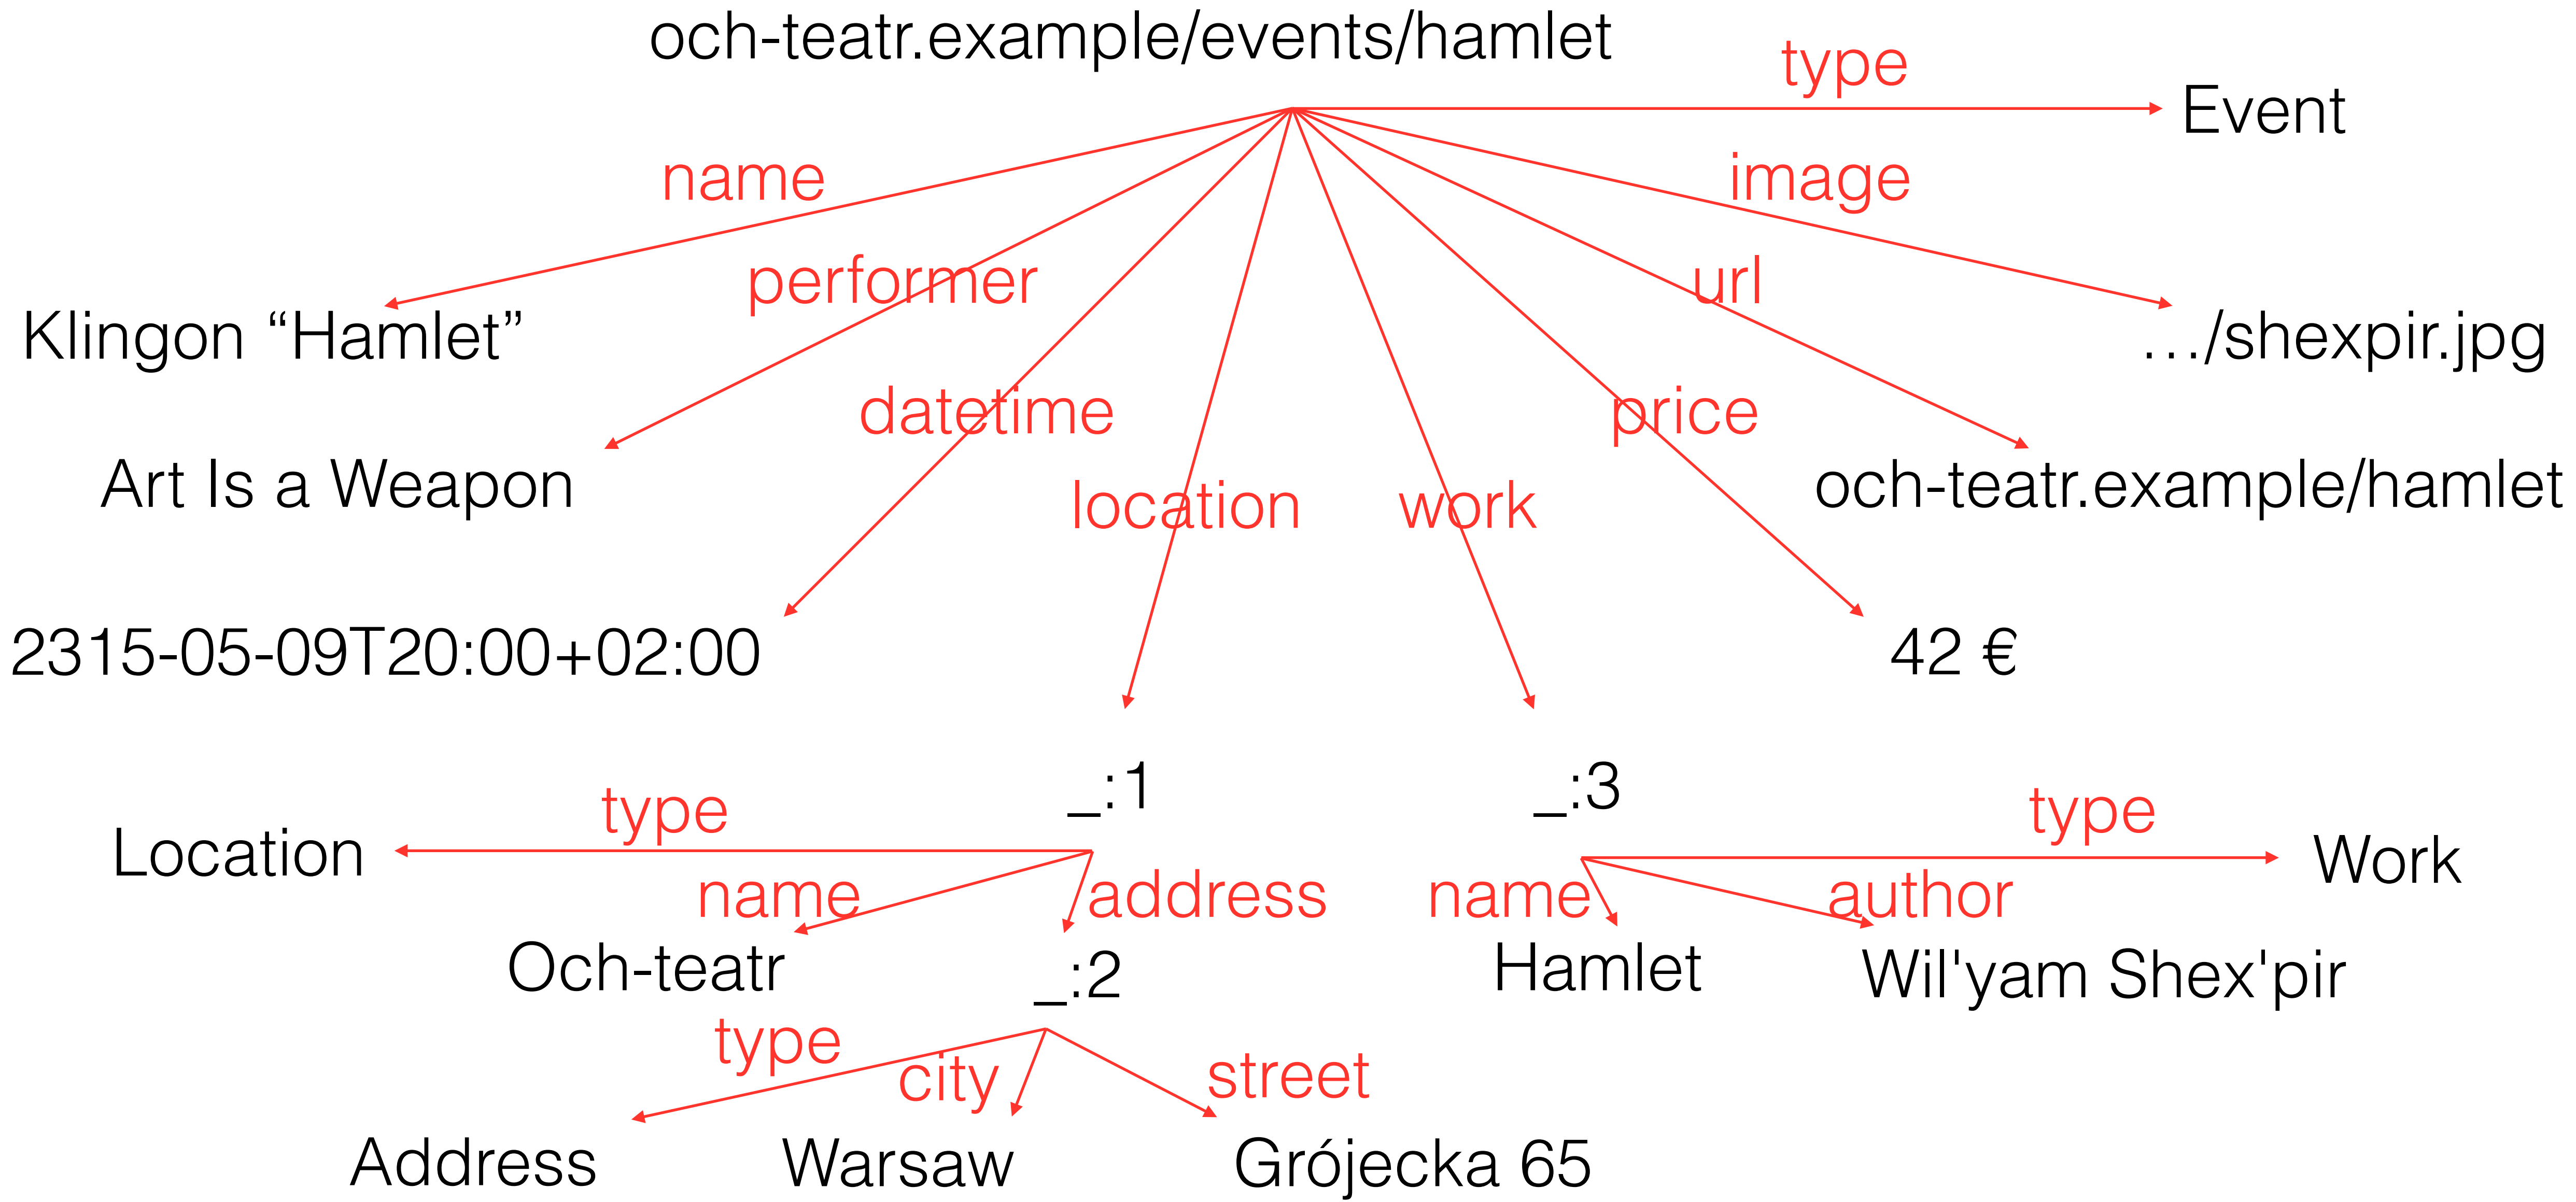 och-teatr.example/events/hamlet
type
Event
name
image
performer
url
Klingon “Hamlet”
…/shexpir.jpg
datetime
price
Art Is a Weapon
location
work
och-teatr.example/hamlet
2315-05-09T20:00+02:00
42 €
_:1
_:3
type
type
Location
Work
name
address
name
author
Och-teatr
_:2
Hamlet
Wil'yam Shex'pir
type
city
street
Address
Warsaw
Grójecka 65